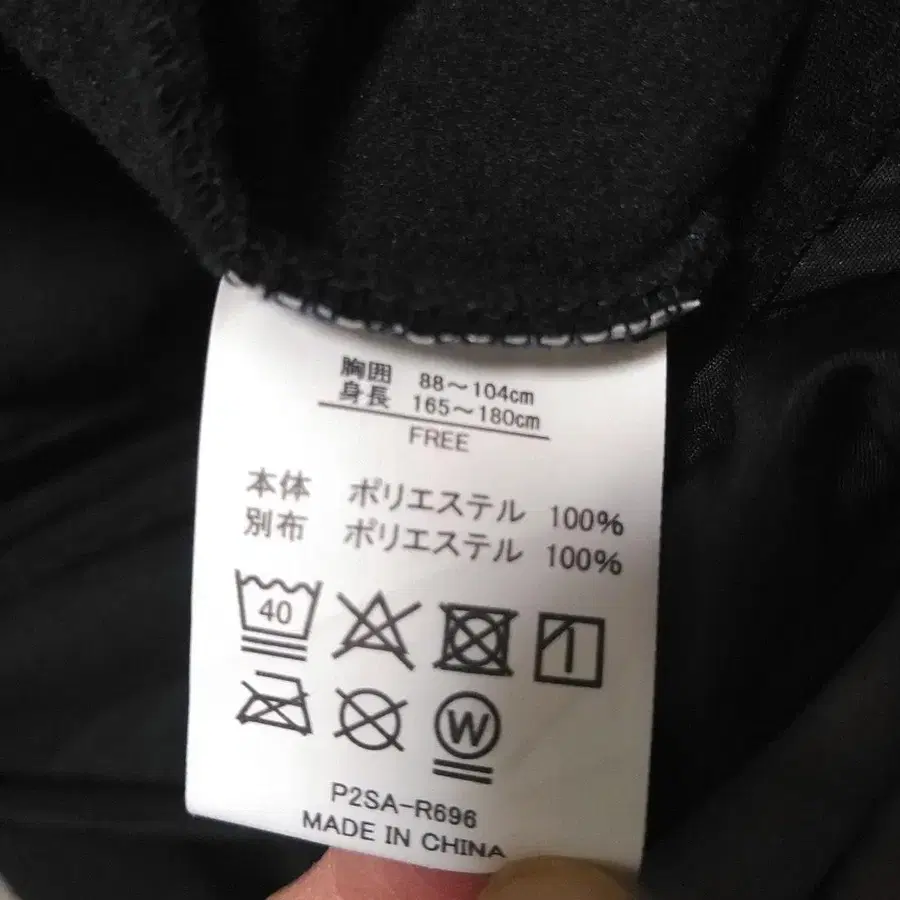 胸囲 88～104cm
身長 165～180cm
FREE
本体 ポリエステル 100%
別布 ポリエステル 100%
40
W
P2SA-R696
MADE IN CHINA